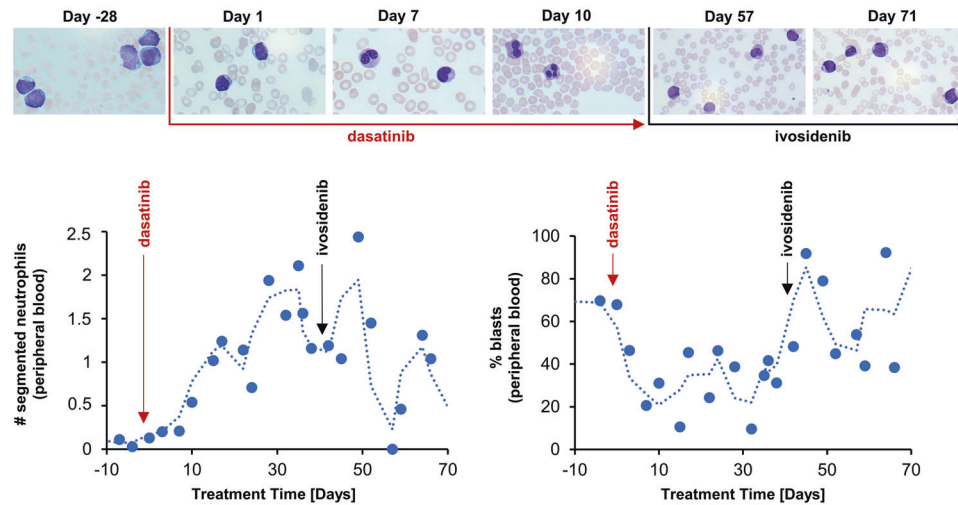 Day -28 Day 1 Day 7 Day 10 Day 57 Day 71
dasatinib ivosidenib
# segmented neutrophils
(peripheral blood)
2.5
2
1.5
1
0.5
0
-10 10 30 50 70
Treatment Time [Days]
dasatinib
ivosidenib
% blasts
(peripheral blood)
100
80
60
40
20
0
-10 10 30 50 70
Treatment Time [Days]
dasatinib
ivosidenib